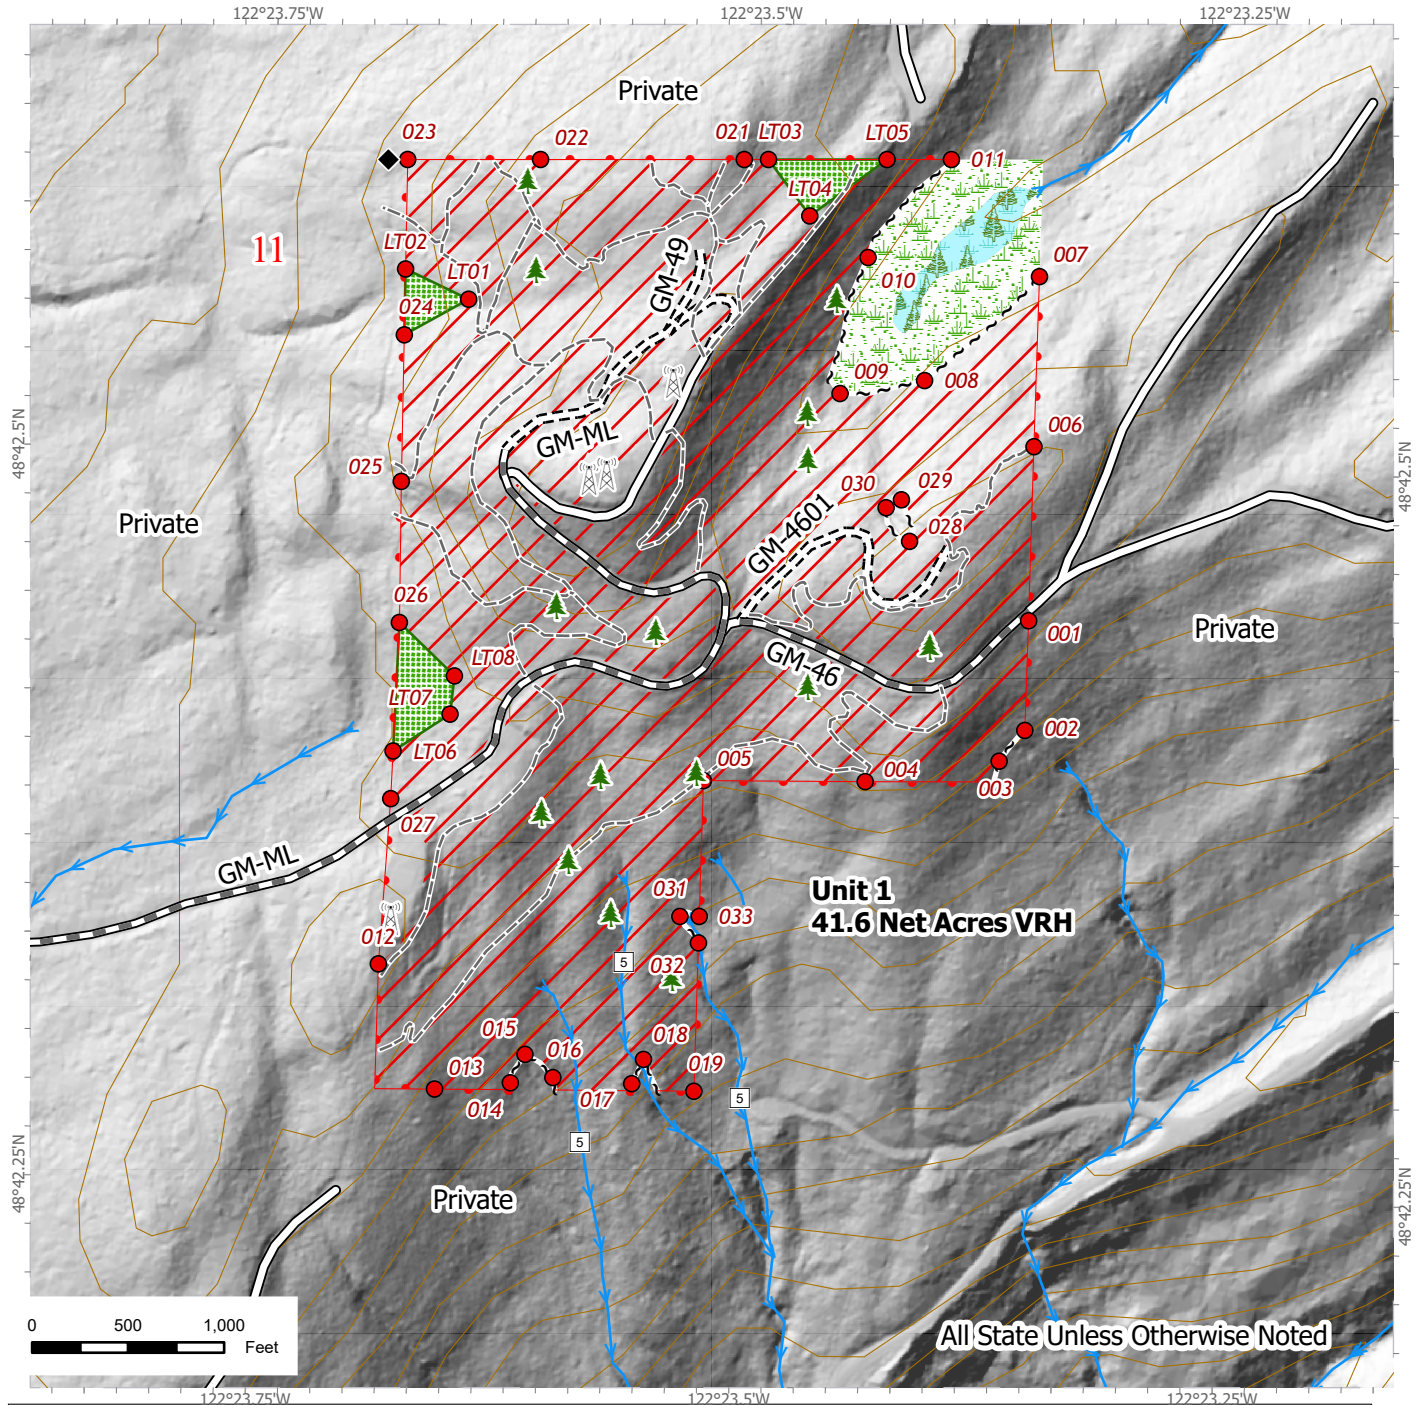 122°23.75'W
122°23.5'W
122°23.25'W
Private
023
022
021
LT03
LT05
011
LT04
11
LT02
LT01
GM-49
007
010
024
009
008
48°42.5'N
GM-ML
006
48°42.5'N
025
030
029
Private
GM-4601
028
026
001
Private
LT08
GM-46
LT07
002
LT06
005
004
003
027
GM-ML
Unit 1
41.6 Net Acres VRH
031
033
012
5
032
015
018
016
013
019
014
017
5
5
48°42.25'N
48°42.25'N
Private
0
500
1,000
Feet
All State Unless Otherwise Noted
122°23.75'W
122°23.5'W
122°23.25'W